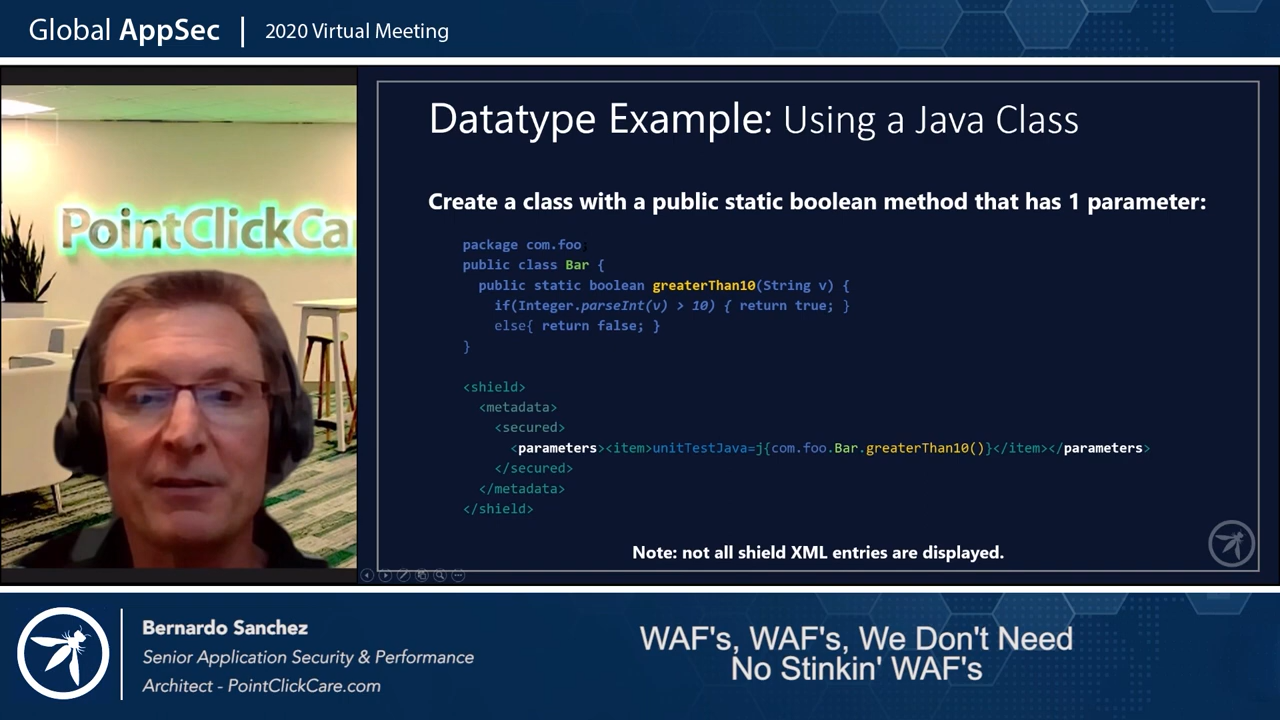 Global AppSec | 2020 Virtual Meeting
PointClickCa
Datatype Example: Using a Java Class
Create a class with a public static boolean method that has 1 parameter:
package com.foo
public class Bar {
public static boolean greaterThan10(String v) {
if(Integer.parseInt(v) > 10) { return true; }
else{ return false; }
}
<shield>
<metadata>
<secured>
<parameters><item>unitTestJava=j{com.foo.Bar.greaterThan10()}</item></parameters>
</secured>
</metadata>
</shield>
Note: not all shield XML entries are displayed.
Bernardo Sanchez
Senior Application Security & Performance
Architect - PointClickCare.com
WAF's, WAF's, We Don't Need
No Stinkin' WAF's